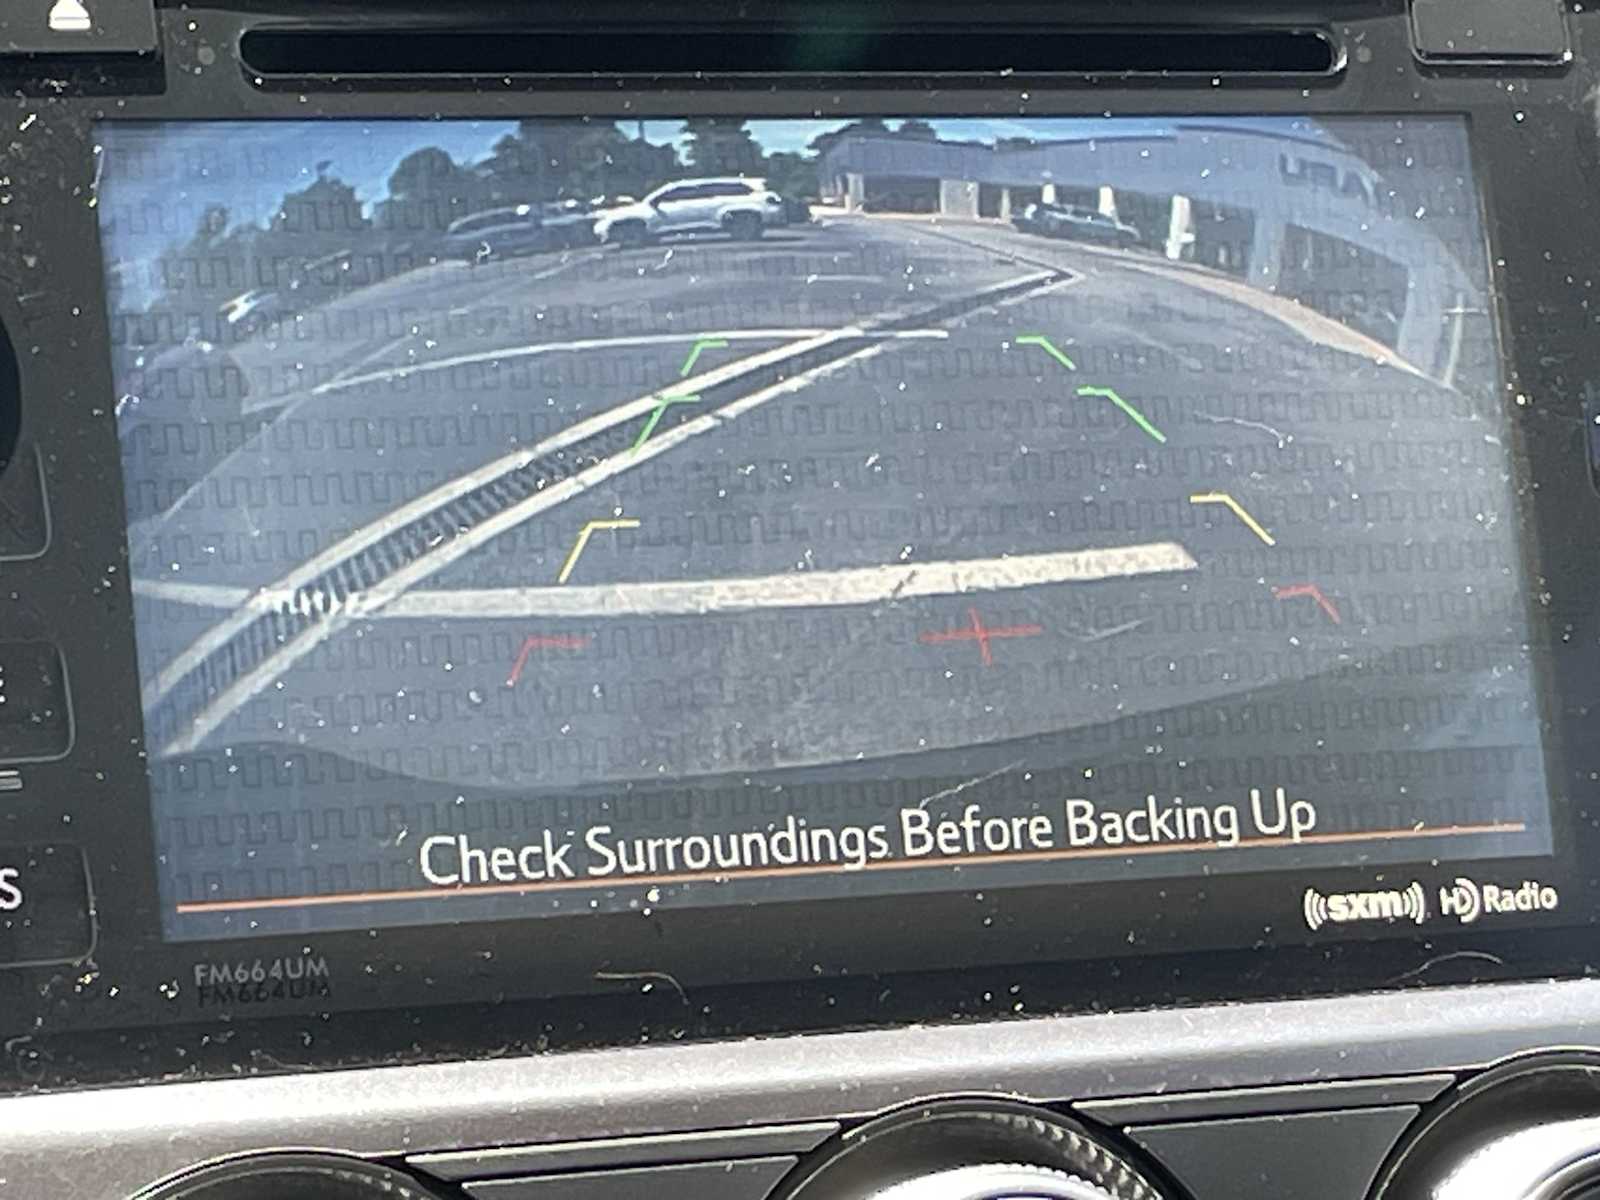 Check Surroundings Before Backing Up
((sxm)) HD Radio
FM664UM